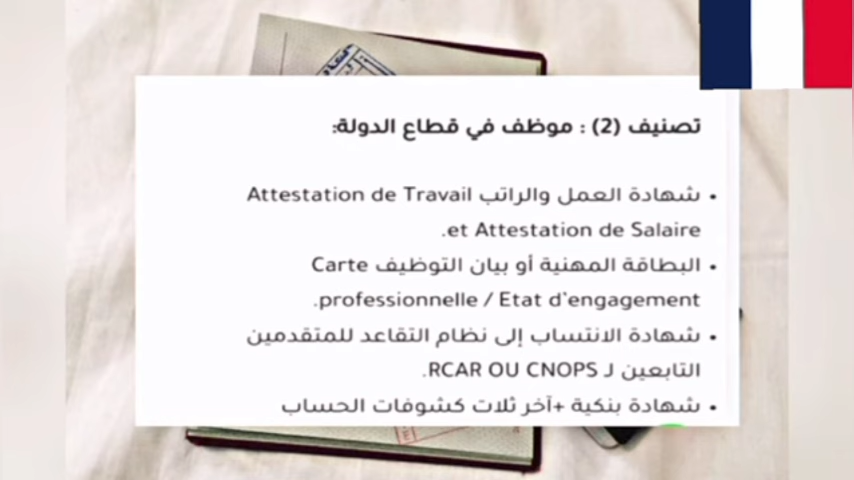 تصنيف (2) : موظف في قطاع الدولة:
• شهادة العمل والراتب Attestation de Travail
et Attestation de Salaire.
• البطاقة المهنية أو بيان التوظيف Carte
professionnelle / Etat d’engagement.
• شهادة الانتساب إلى نظام التقاعد للمتقدمين
التابعين لـ RCAR OU CNOPS.
• شهادة بنكية +آخر ثلاث كشوفات الحساب